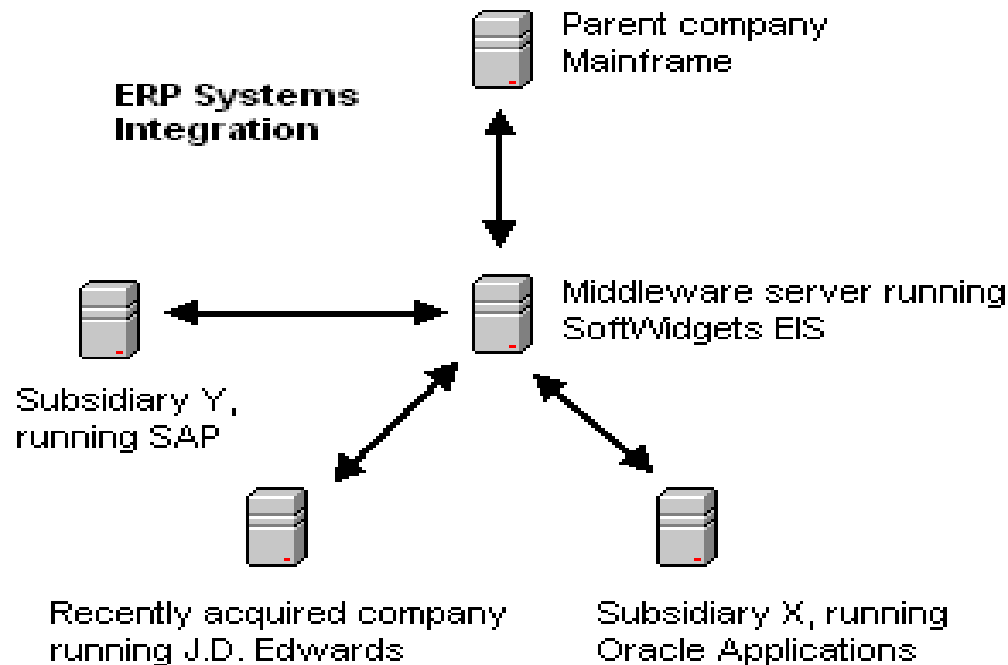 Parent company
Mainframe
ERP Systems
Integration
Middleware server running
SoftWidgets EIS
Subsidiary Y,
running SAP
Recently acquired company
running J.D. Edwards
Subsidiary X, running
Oracle Applications